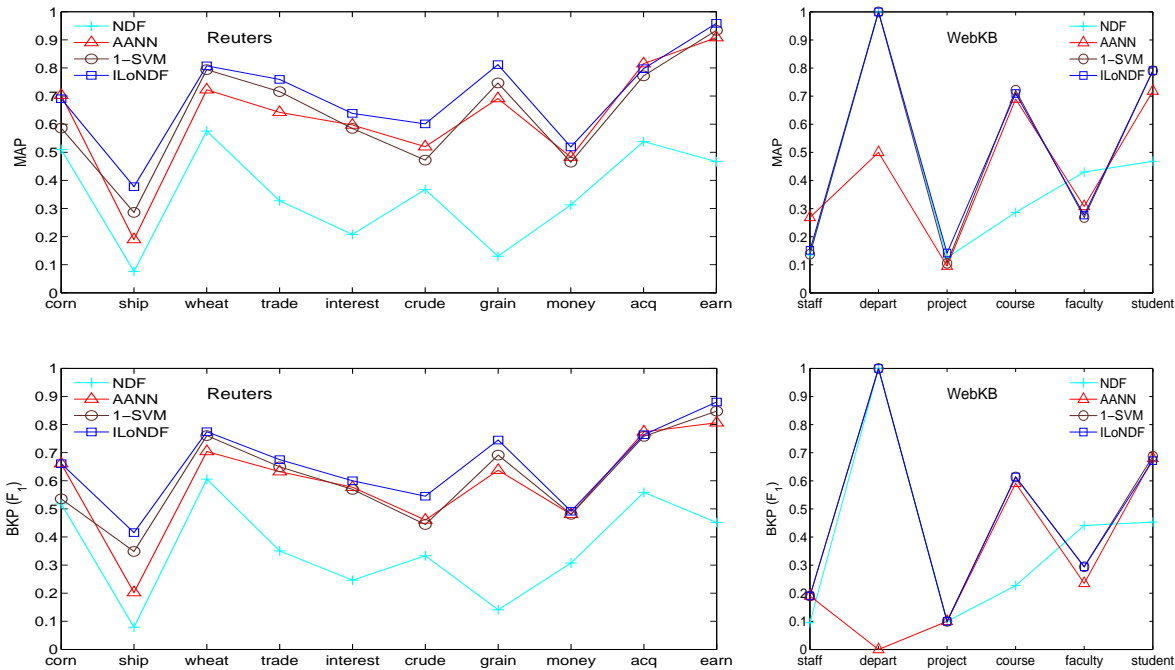 1
0.9
0.8
0.7
0.6
0.5
0.4
0.3
0.2
0.1
0
MAP
NDF
AANN
1−SVM
ILoNDF
Reuters
corn ship wheat trade interest crude grain money acq earn
1
0.9
0.8
0.7
0.6
0.5
0.4
0.3
0.2
0.1
0
MAP
WebKB
NDF
AANN
1−SVM
ILoNDF
staff depart project course faculty student
1
0.9
0.8
0.7
0.6
0.5
0.4
0.3
0.2
0.1
0
BKP (F1)
NDF
AANN
1−SVM
ILoNDF
Reuters
corn ship wheat trade interest crude grain money acq earn
1
0.9
0.8
0.7
0.6
0.5
0.4
0.3
0.2
0.1
0
BKP (F1)
WebKB
NDF
AANN
1−SVM
ILoNDF
staff depart project course faculty student